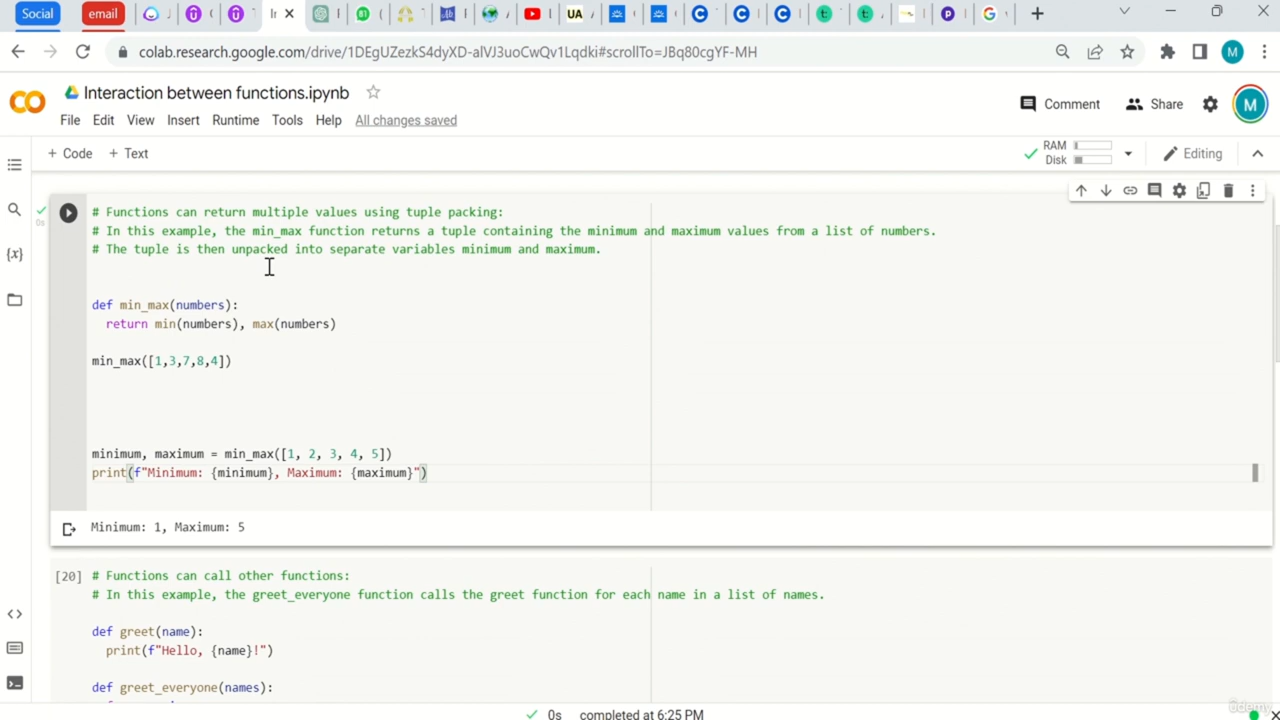 Social
email
UA
colab.research.google.com/drive/1DEgUZezkS4dyXD-alVJ3uoCwQv1Lqdki#scrollTo=JBq80cgYF-MH
M
CO
Interaction between functions.ipynb
Comment
Share
M
File Edit View Insert Runtime Tools Help All changes saved
+ Code + Text
RAM
Disk
Editing
0s
# Functions can return multiple values using tuple packing:
# In this example, the min_max function returns a tuple containing the minimum and maximum values from a list of numbers.
# The tuple is then unpacked into separate variables minimum and maximum.
{x}
def min_max(numbers):
return min(numbers), max(numbers)
min_max([1,3,7,8,4])
minimum, maximum = min_max([1, 2, 3, 4, 5])
print(f"Minimum: {minimum}, Maximum: {maximum}")
Minimum: 1, Maximum: 5
[20]
# Functions can call other functions:
# In this example, the greet_everyone function calls the greet function for each name in a list of names.
def greet(name):
print(f"Hello, {name}!")
def greet_everyone(names):
0s completed at 6:25 PM
ûdemy